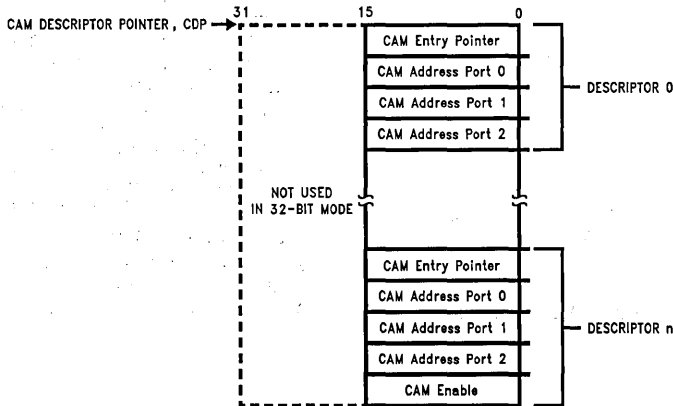 31 15 0
CAM DESCRIPTOR POINTER, CDP
CAM Entry Pointer
CAM Address Port 0
CAM Address Port 1
CAM Address Port 2
DESCRIPTOR 0
NOT USED
IN 32-BIT MODE
CAM Entry Pointer
CAM Address Port 0
CAM Address Port 1
CAM Address Port 2
CAM Enable
DESCRIPTOR n